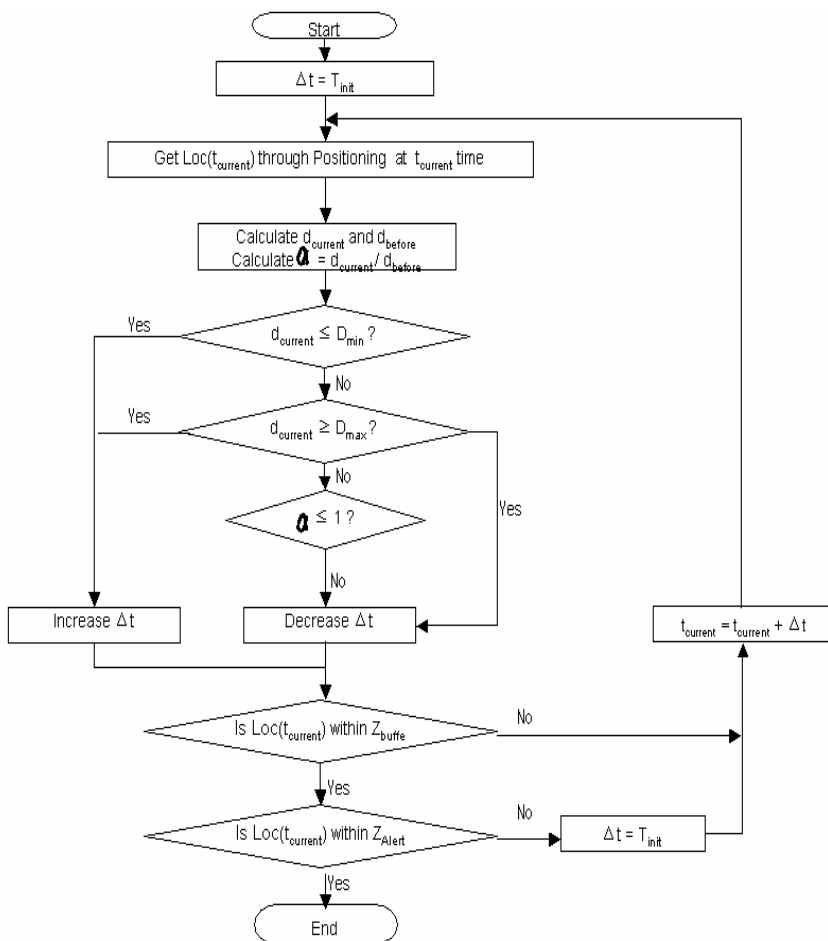 Start
Δt = T_init
Get Loc(t_current) through Positioning at t_current time
Calculate d_current and d_before
Calculate a = d_current / d_before
Yes
d_current ≤ D_min ?
No
Yes
d_current ≥ D_max ?
No
Yes
a ≤ 1 ?
No
Increase Δt
Decrease Δt
t_current = t_current + Δt
Is Loc(t_current) within Z_buffe
No
Yes
Is Loc(t_current) within Z_Alert
No
Δt = T_init
Yes
End